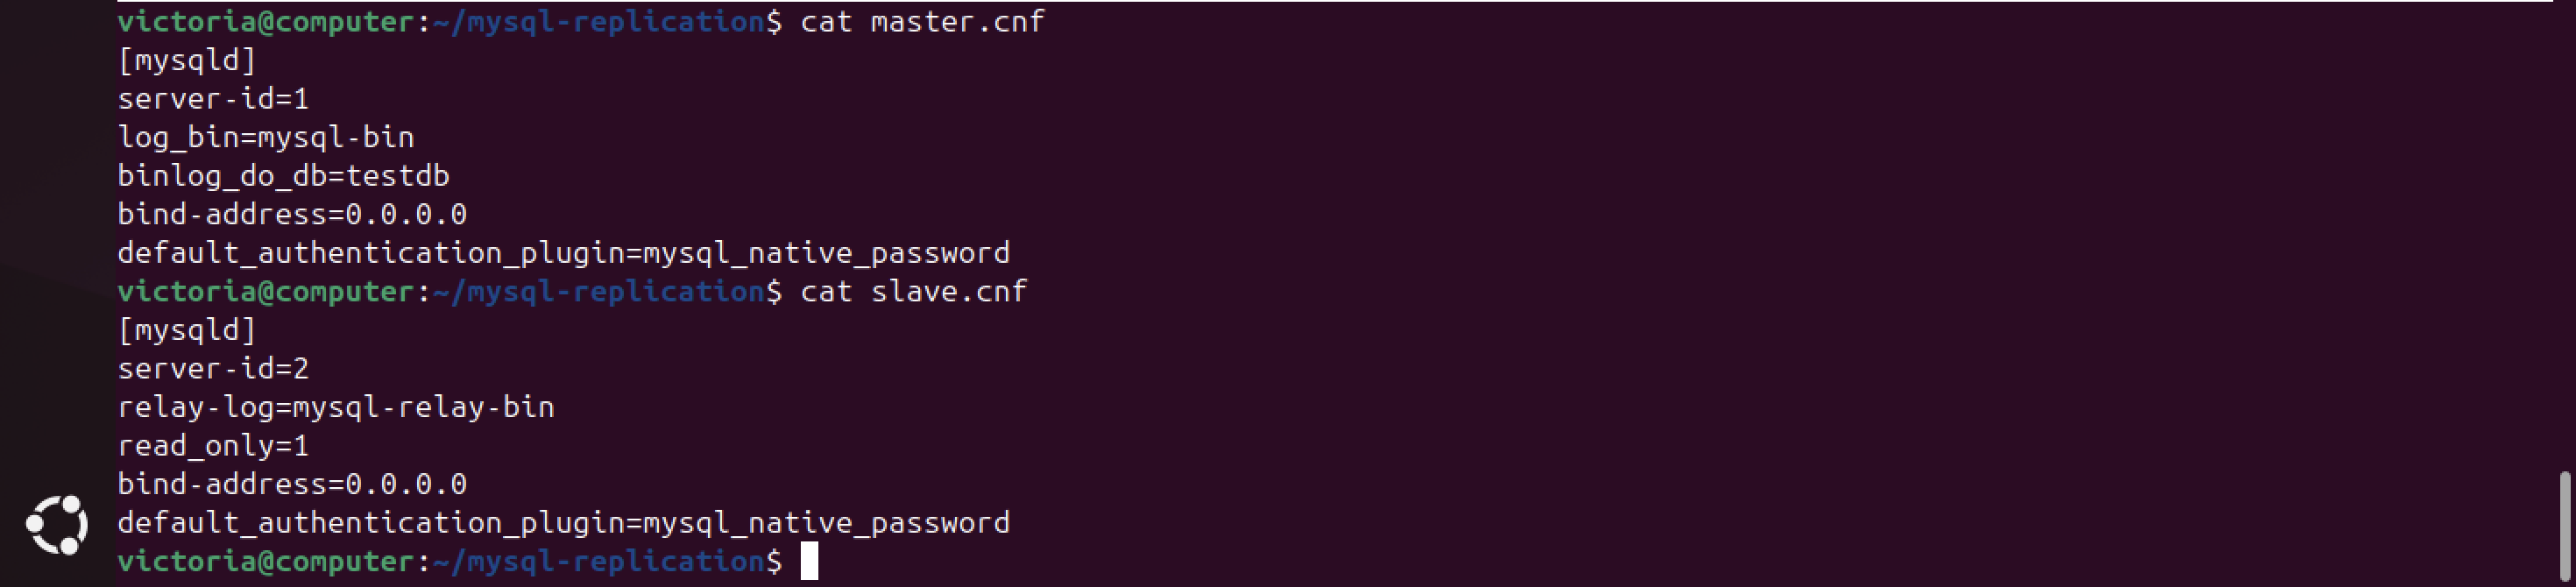 victoria@computer:~/mysql-replication$ cat master.cnf
[mysqld]
server-id=1
log_bin=mysql-bin
binlog_do_db=testdb
bind-address=0.0.0.0
default_authentication_plugin=mysql_native_password
victoria@computer:~/mysql-replication$ cat slave.cnf
[mysqld]
server-id=2
relay-log=mysql-relay-bin
read_only=1
bind-address=0.0.0.0
default_authentication_plugin=mysql_native_password
victoria@computer:~/mysql-replication$